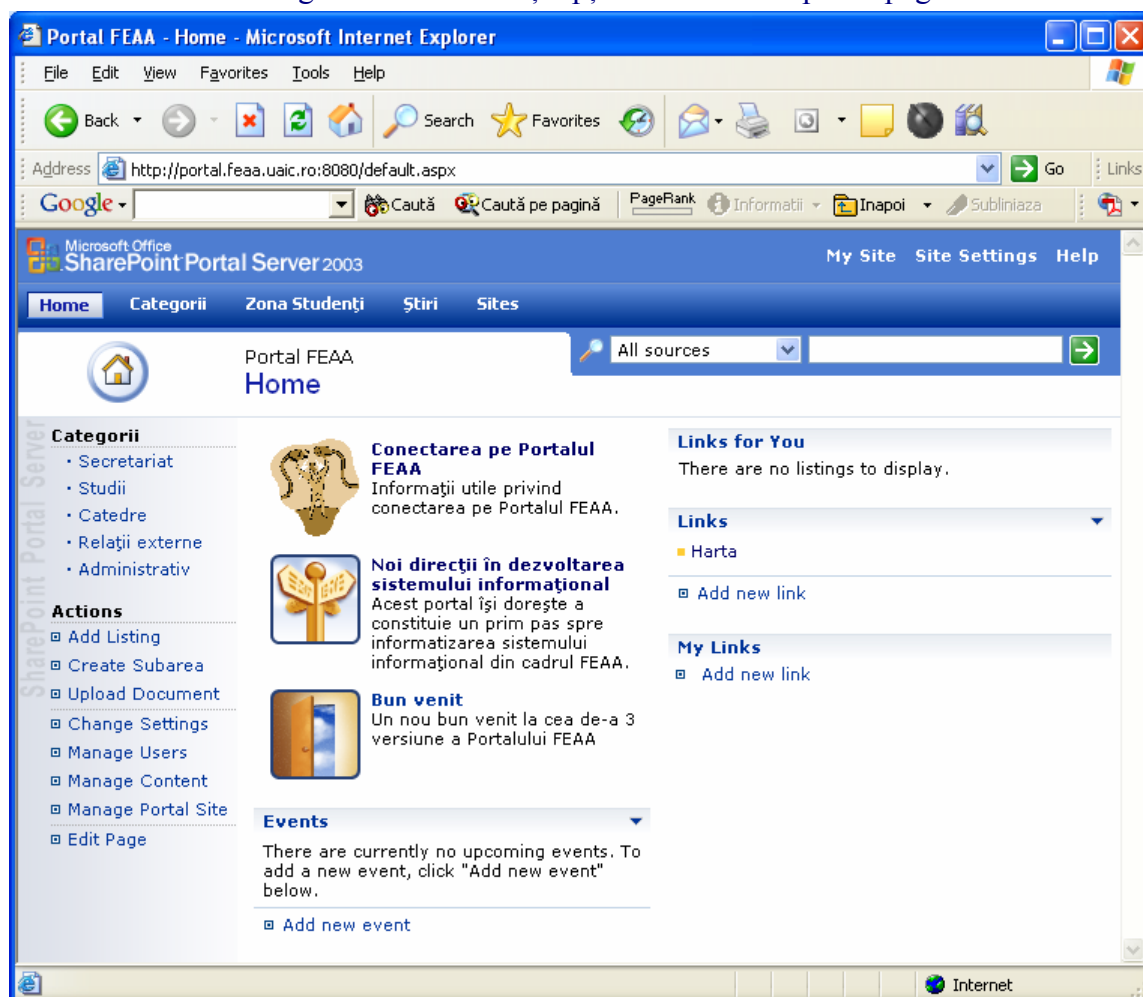 Portal FEAA - Home - Microsoft Internet Explorer
File Edit View Favorites Tools Help
Back Search Favorites
Address http://portal.feaa.uaic.ro:8080/default.aspx Go Links
Google Caută Caută pe pagină PageRank Informatii Inapoi Subliniaza
Microsoft Office
SharePoint Portal Server 2003
My Site Site Settings Help
Home Categorii Zona Studenţi Ştiri Sites
Portal FEAA
Home
All sources
SharePoint Portal Server
Categorii
Secretariat
Studii
Catedre
Relaţii externe
Administrativ
Actions
Add Listing
Create Subarea
Upload Document
Change Settings
Manage Users
Manage Content
Manage Portal Site
Edit Page
Conectarea pe Portalul
FEAA
Informaţii utile privind
conectarea pe Portalul FEAA.
Noi direcţii în dezvoltarea
sistemului informaţional
Acest portal îşi doreşte a
constituie un prim pas spre
informatizarea sistemului
informaţional din cadrul FEAA.
Bun venit
Un nou bun venit la cea de-a 3
versiune a Portalului FEAA
Events
There are currently no upcoming events. To
add a new event, click "Add new event"
below.
Add new event
Links for You
There are no listings to display.
Links
Harta
Add new link
My Links
Add new link
Internet